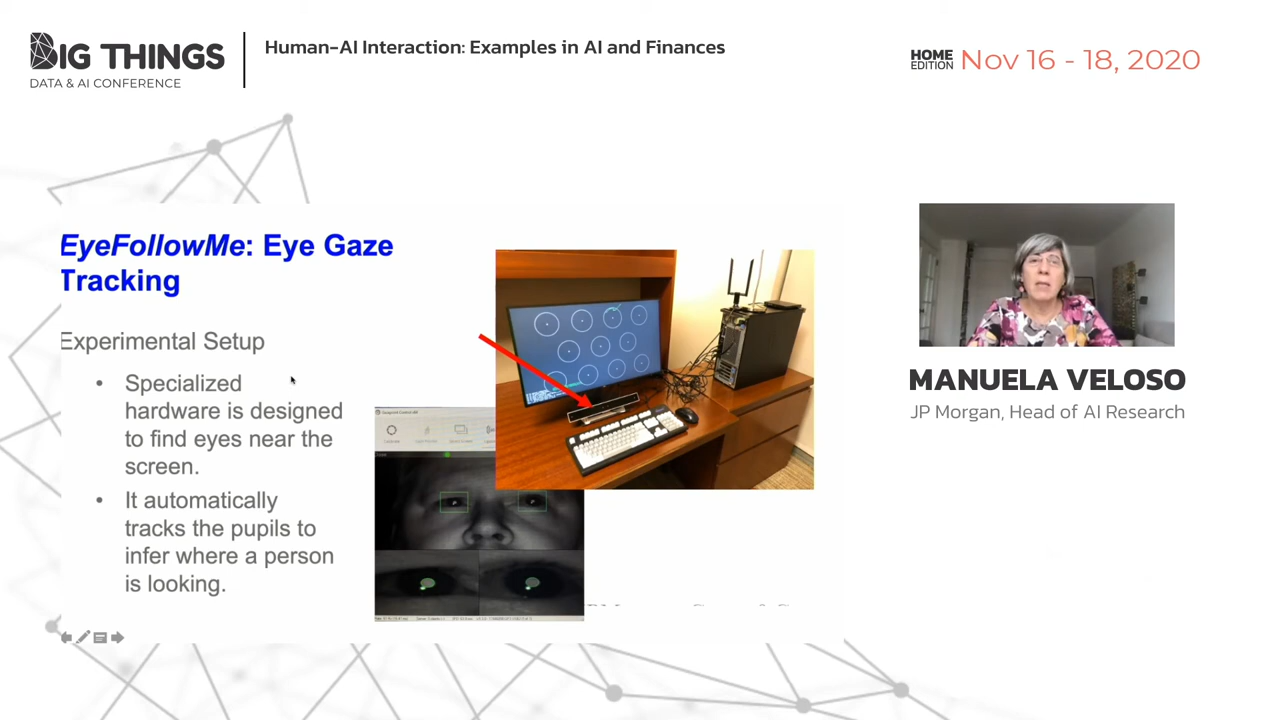 BIG THINGS
DATA & AI CONFERENCE
Human-AI Interaction: Examples in AI and Finances
HOME
EDITION
Nov 16 - 18, 2020
EyeFollowMe: Eye Gaze
Tracking
Experimental Setup
• Specialized
hardware is designed
to find eyes near the
screen.
• It automatically
tracks the pupils to
infer where a person
is looking.
MANUELA VELOSO
JP Morgan, Head of AI Research